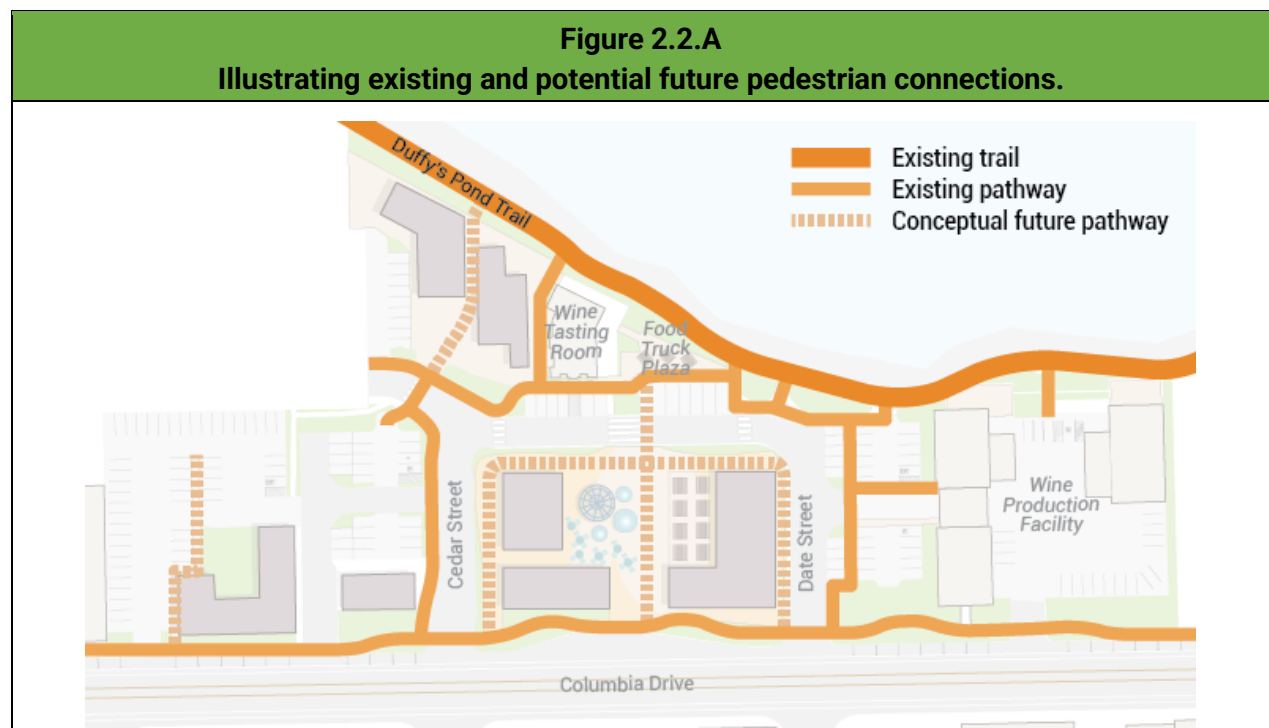 Figure 2.2.A
Illustrating existing and potential future pedestrian connections.
Existing trail
Existing pathway
Conceptual future pathway
Duffy's Pond Trail
Wine
Tasting
Room
Food
Truck
Plaza
Cedar Street
Date Street
Wine
Production
Facility
Columbia Drive